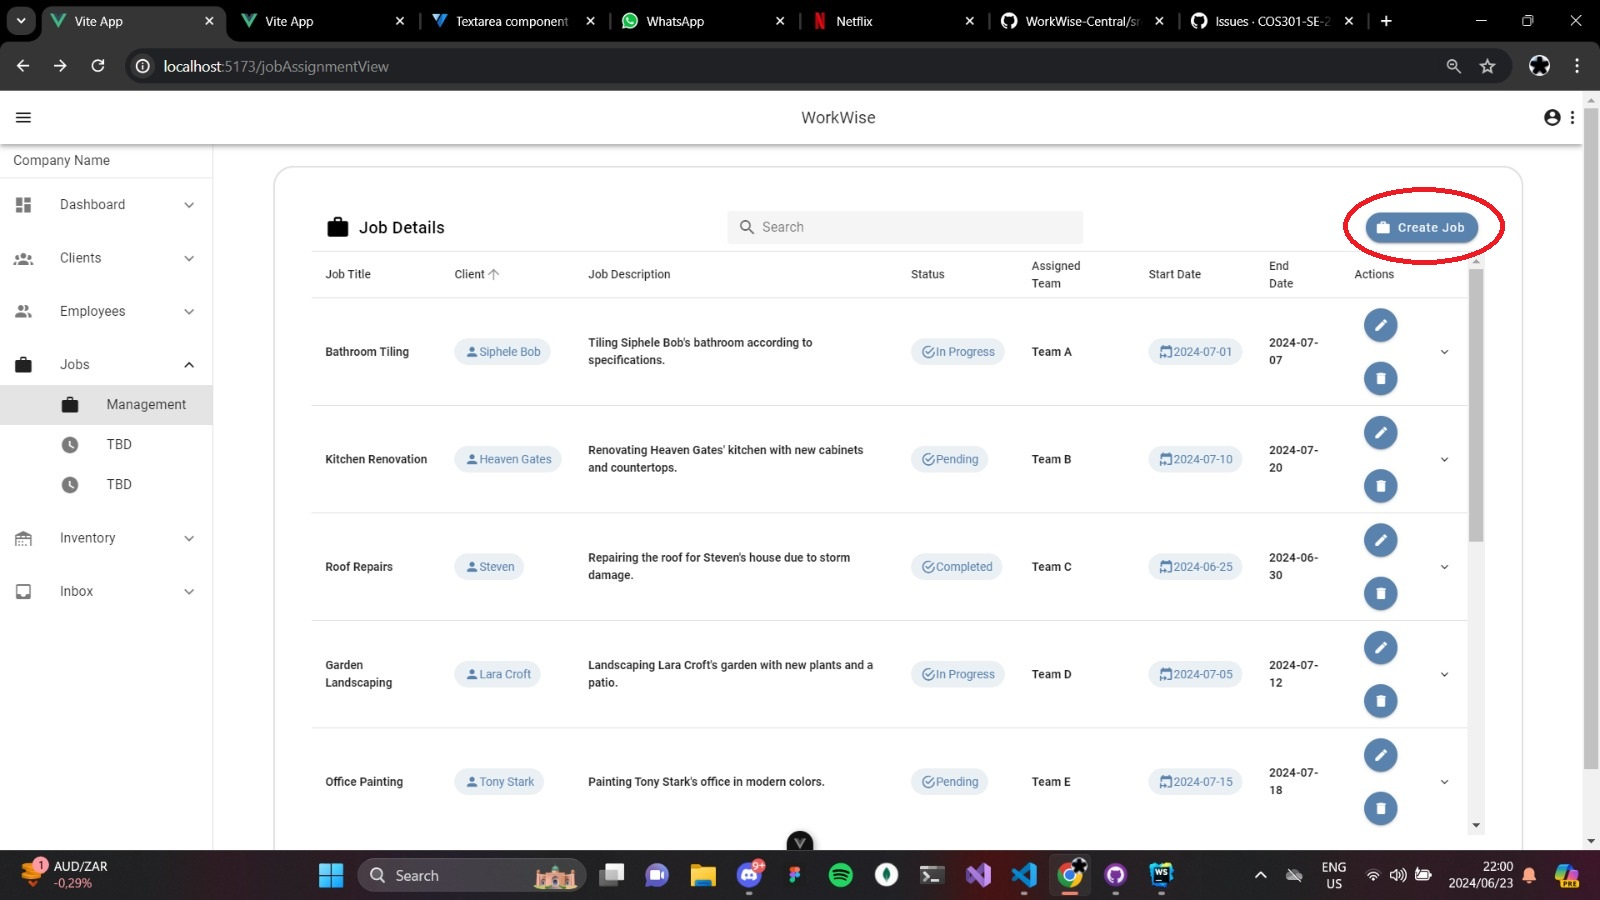 Vite App
Vite App
Textarea component
WhatsApp
Netflix
WorkWise-Central/sr
Issues · COS301-SE-2
localhost:5173/jobAssignmentView
WorkWise
Company Name
Dashboard
Clients
Employees
Jobs
Management
TBD
TBD
Inventory
Inbox
Job Details
Search
Create Job
Job Title
Client
Job Description
Status
Assigned
Team
Start Date
End
Date
Actions
Bathroom Tiling
Siphele Bob
Tiling Siphele Bob's bathroom according to
specifications.
In Progress
Team A
2024-07-01
2024-07-
07
Kitchen Renovation
Heaven Gates
Renovating Heaven Gates' kitchen with new cabinets
and countertops.
Pending
Team B
2024-07-10
2024-07-
20
Roof Repairs
Steven
Repairing the roof for Steven's house due to storm
damage.
Completed
Team C
2024-06-25
2024-06-
30
Garden
Landscaping
Lara Croft
Landscaping Lara Croft's garden with new plants and a
patio.
In Progress
Team D
2024-07-05
2024-07-
12
Office Painting
Tony Stark
Painting Tony Stark's office in modern colors.
Pending
Team E
2024-07-15
2024-07-
18
1
AUD/ZAR
-0,29%
Search
9+
WS
ENG
US
22:00
2024/06/23
PRE